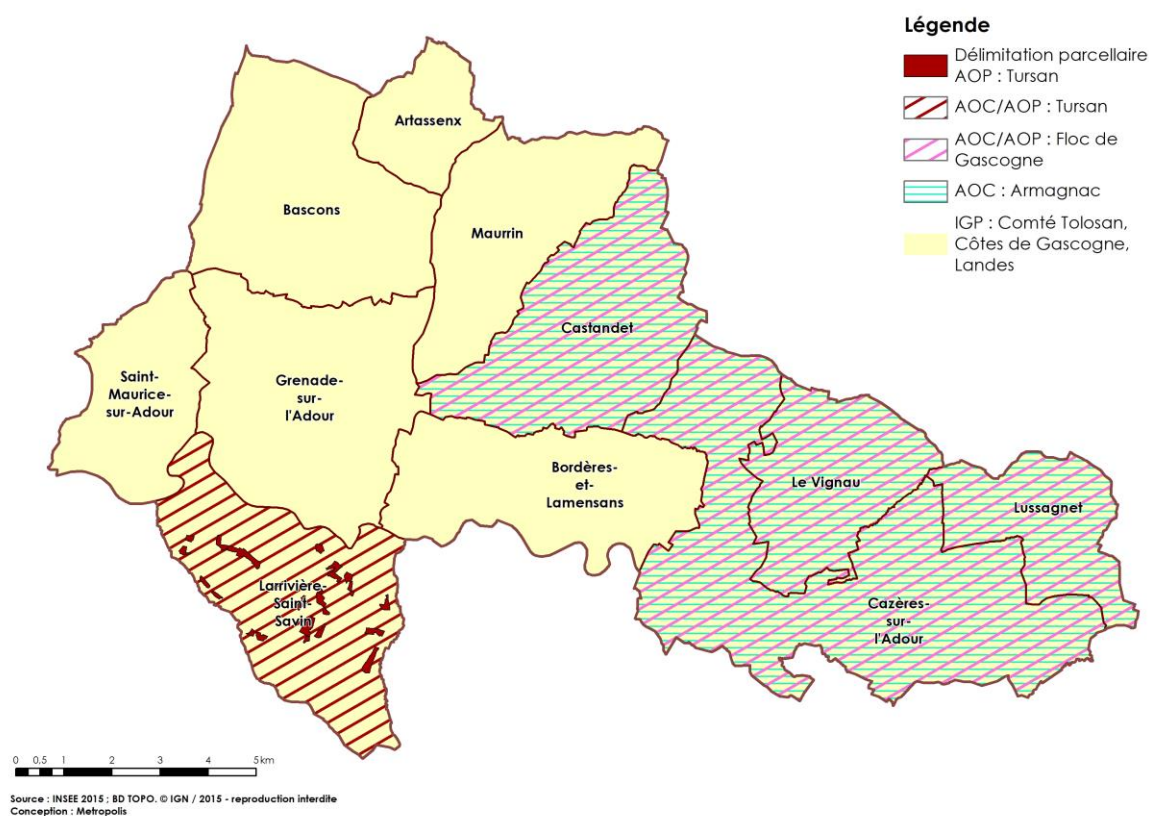 Légende
Délimitation parcellaire
AOP : Tursan
AOC/AOP : Tursan
AOC/AOP : Floc de
Gascogne
AOC : Armagnac
IGP : Comté Tolosan,
Côtes de Gascogne,
Landes
Artassenx
Bascons
Maurrin
Castandet
Saint-
Maurice-
sur-Adour
Grenade-
sur-
l'Adour
Bordères-
et-
Lamensans
Le Vignau
Lussagnet
Larrivière-
Saint-
Savin
Cazères-
sur-
l'Adour
0 0,5 1 2 3 4 5 km
Source : INSEE 2015 ; BD TOPO. © IGN / 2015 - reproduction interdite
Conception : Metropolis